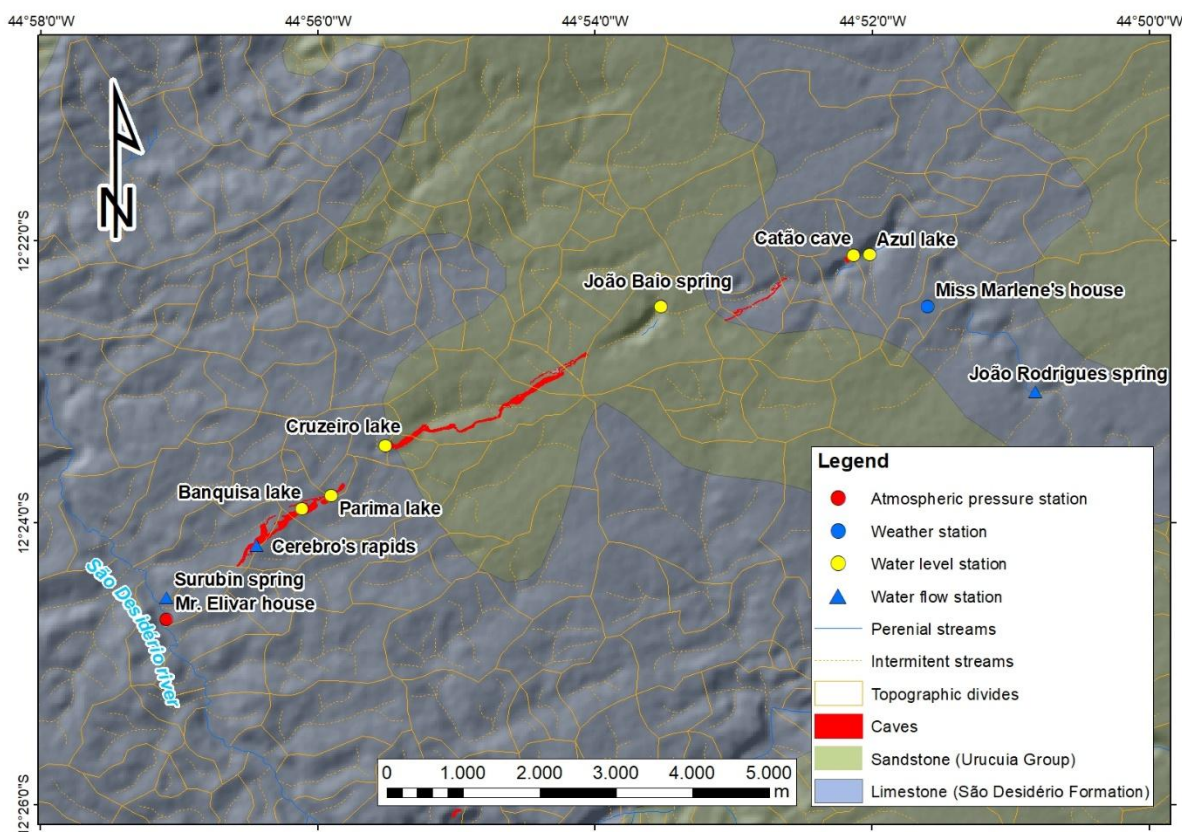 44°58'0"W 44°56'0"W 44°54'0"W 44°52'0"W 44°50'0"W
N
12°22'0"S
Catão cave Azul lake
João Baio spring
Miss Marlene's house
João Rodrigues spring
Cruzeiro lake
Banquisa lake
Parima lake
12°24'0"S
Cerebro's rapids
Surubin spring
Mr. Elivar house
São Desidério river
12°26'0"S
0 1.000 2.000 3.000 4.000 5.000
m
Legend
Atmospheric pressure station
Weather station
Water level station
Water flow station
Perenial streams
Intermitent streams
Topographic divides
Caves
Sandstone (Urucuia Group)
Limestone (São Desidério Formation)